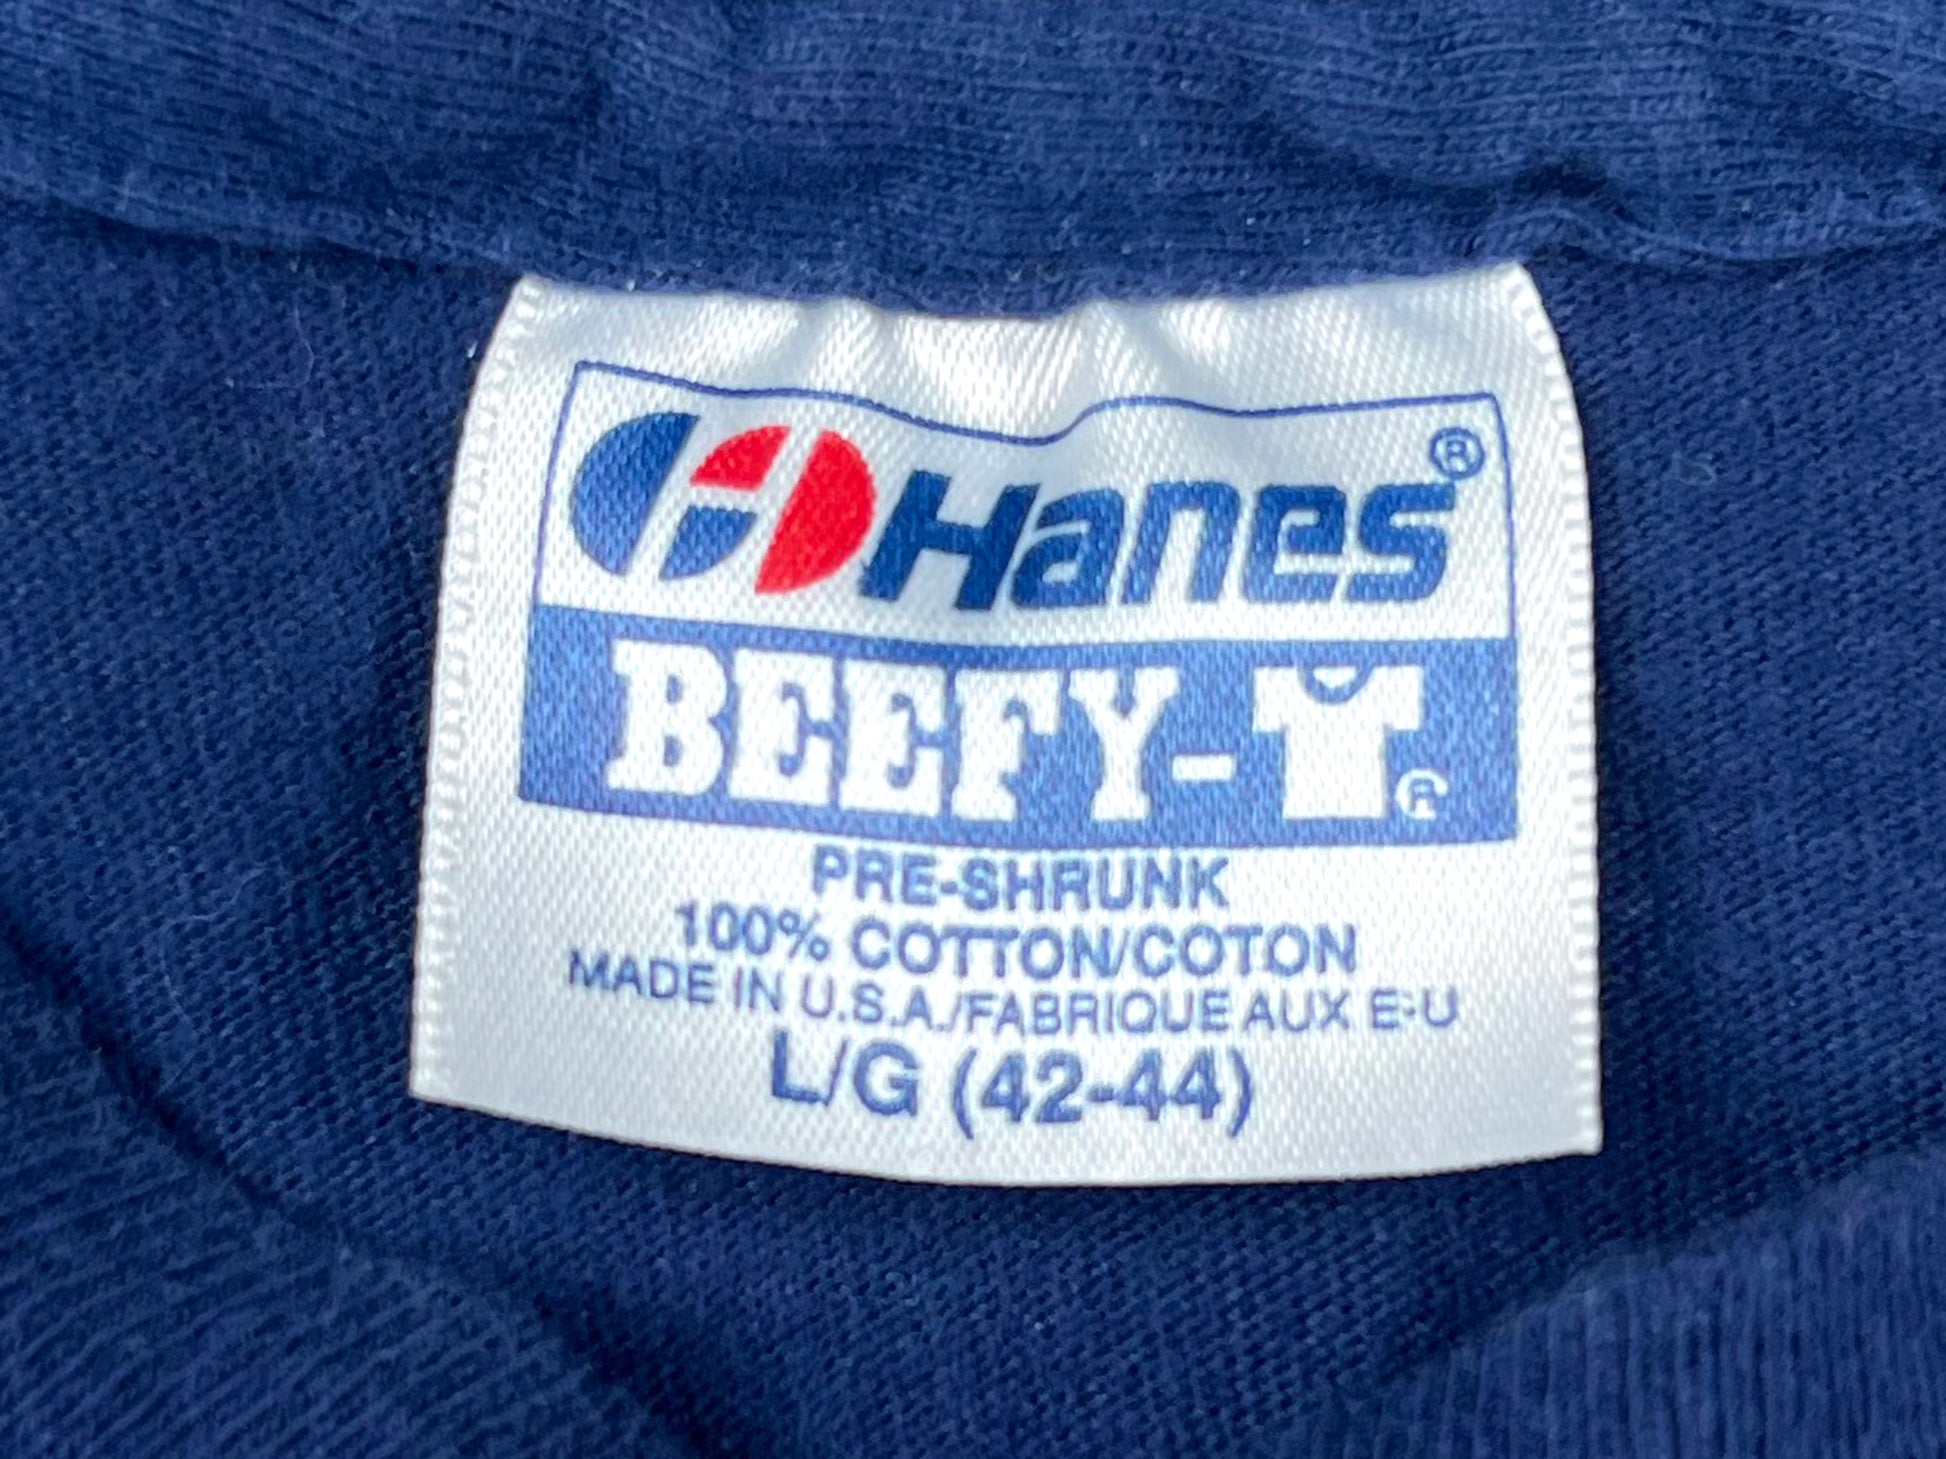 Hanes®
BEEFY-T®
PRE-SHRUNK
100% COTTON/COTON
MADE IN U.S.A./FABRIQUE AUX E-U
L/G (42-44)